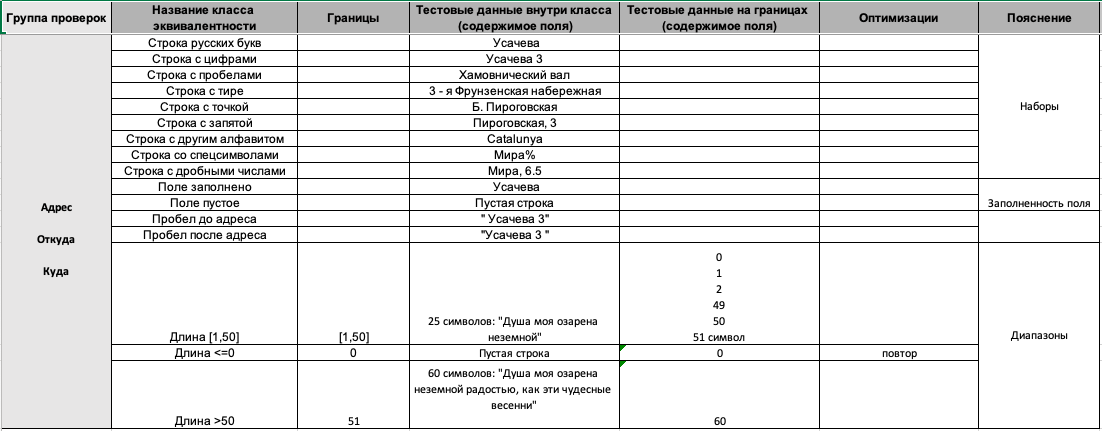 Группа проверок
Название класса
эквивалентности
Границы
Тестовые данные внутри класса
(содержимое поля)
Тестовые данные на границах
(содержимое поля)
Оптимизации
Пояснение
Адрес
Откуда
Куда
Строка русских букв
Усачева
Строка с цифрами
Усачева 3
Строка с пробелами
Хамовнический вал
Строка с тире
3 - я Фрунзенская набережная
Строка с точкой
Б. Пироговская
Строка с запятой
Пироговская, 3
Строка с другим алфавитом
Catalunya
Строка со спецсимволами
Мира%
Строка с дробными числами
Мира, 6.5
Наборы
Поле заполнено
Усачева
Поле пустое
Пустая строка
Заполненность поля
Пробел до адреса
" Усачева 3"
Пробел после адреса
"Усачева 3 "
Длина [1,50]
[1,50]
25 символов: "Душа моя озарена
неземной"
0
1
2
49
50
51 символ
Диапазоны
Длина <=0
0
Пустая строка
0
повтор
Длина >50
51
60 символов: "Душа моя озарена
неземной радостью, как эти чудесные
весенни"
60